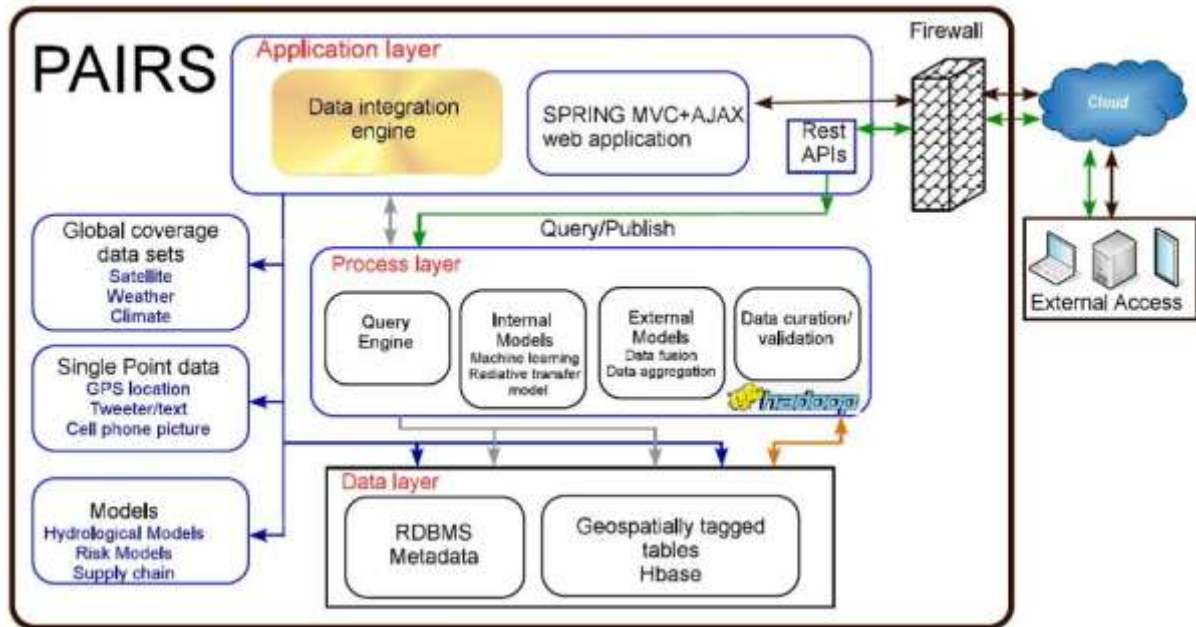 PAIRS
Application layer
Data integration
engine
SPRING MVC+AJAX
web application
Rest
APIs
Firewall
Cloud
External Access
Query/Publish
Global coverage
data sets
Satellite
Weather
Climate
Single Point data
GPS location
Tweeter/text
Cell phone picture
Models
Hydrological Models
Risk Models
Supply chain
Process layer
Query
Engine
Internal
Models
Machine learning
Radiative transfer
model
External
Models
Data fusion
Data aggregation
Data curation/
validation
hadoop
Data layer
RDBMS
Metadata
Geospatially tagged
tables
Hbase